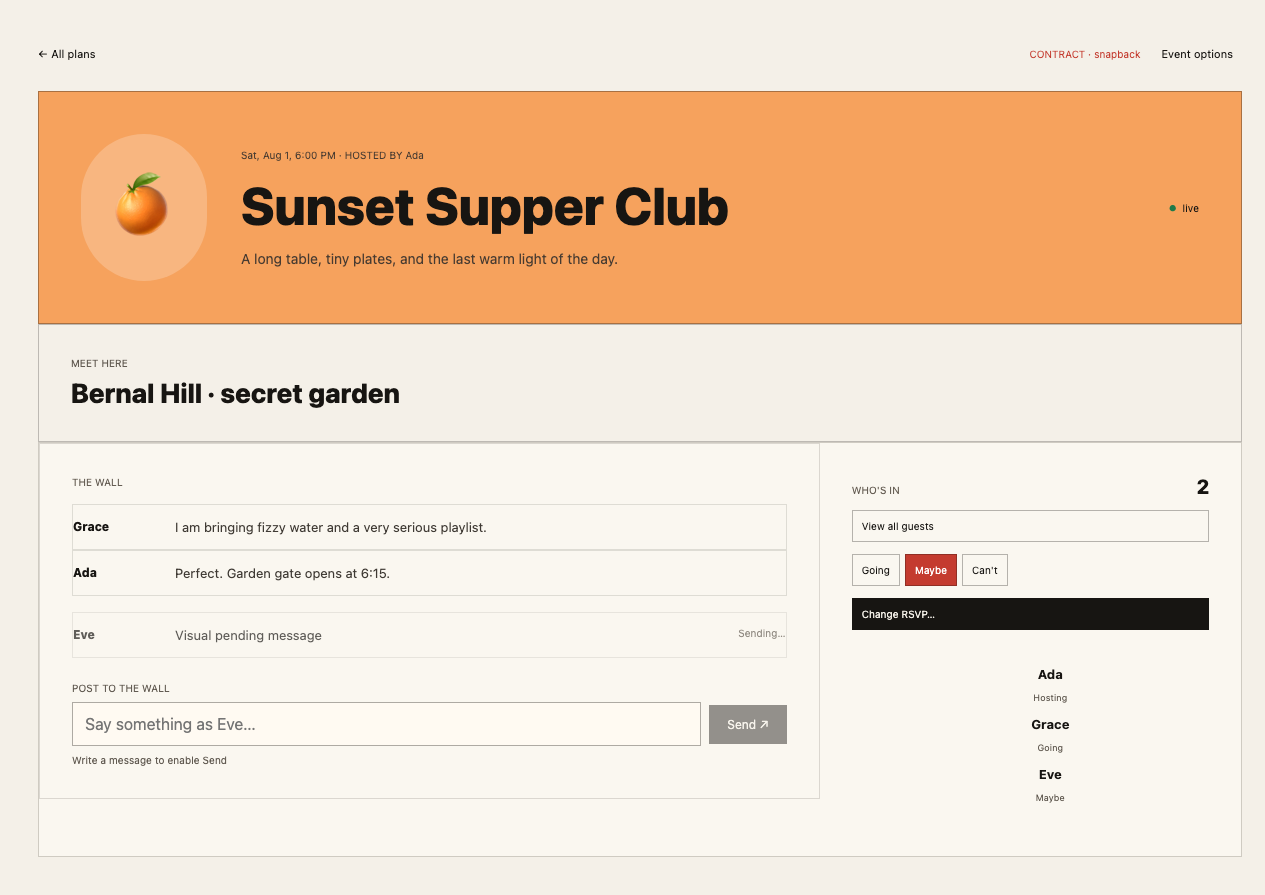 ← All plans
CONTRACT · snapback
Event options
Sat, Aug 1, 6:00 PM · HOSTED BY Ada
Sunset Supper Club
A long table, tiny plates, and the last warm light of the day.
live
MEET HERE
Bernal Hill · secret garden
THE WALL
Grace I am bringing fizzy water and a very serious playlist.
Ada Perfect. Garden gate opens at 6:15.
Eve Visual pending message Sending…
POST TO THE WALL
Say something as Eve…
Send ↗
Write a message to enable Send
WHO'S IN 2
View all guests
Going Maybe Can't
Change RSVP…
Ada
Hosting
Grace
Going
Eve
Maybe